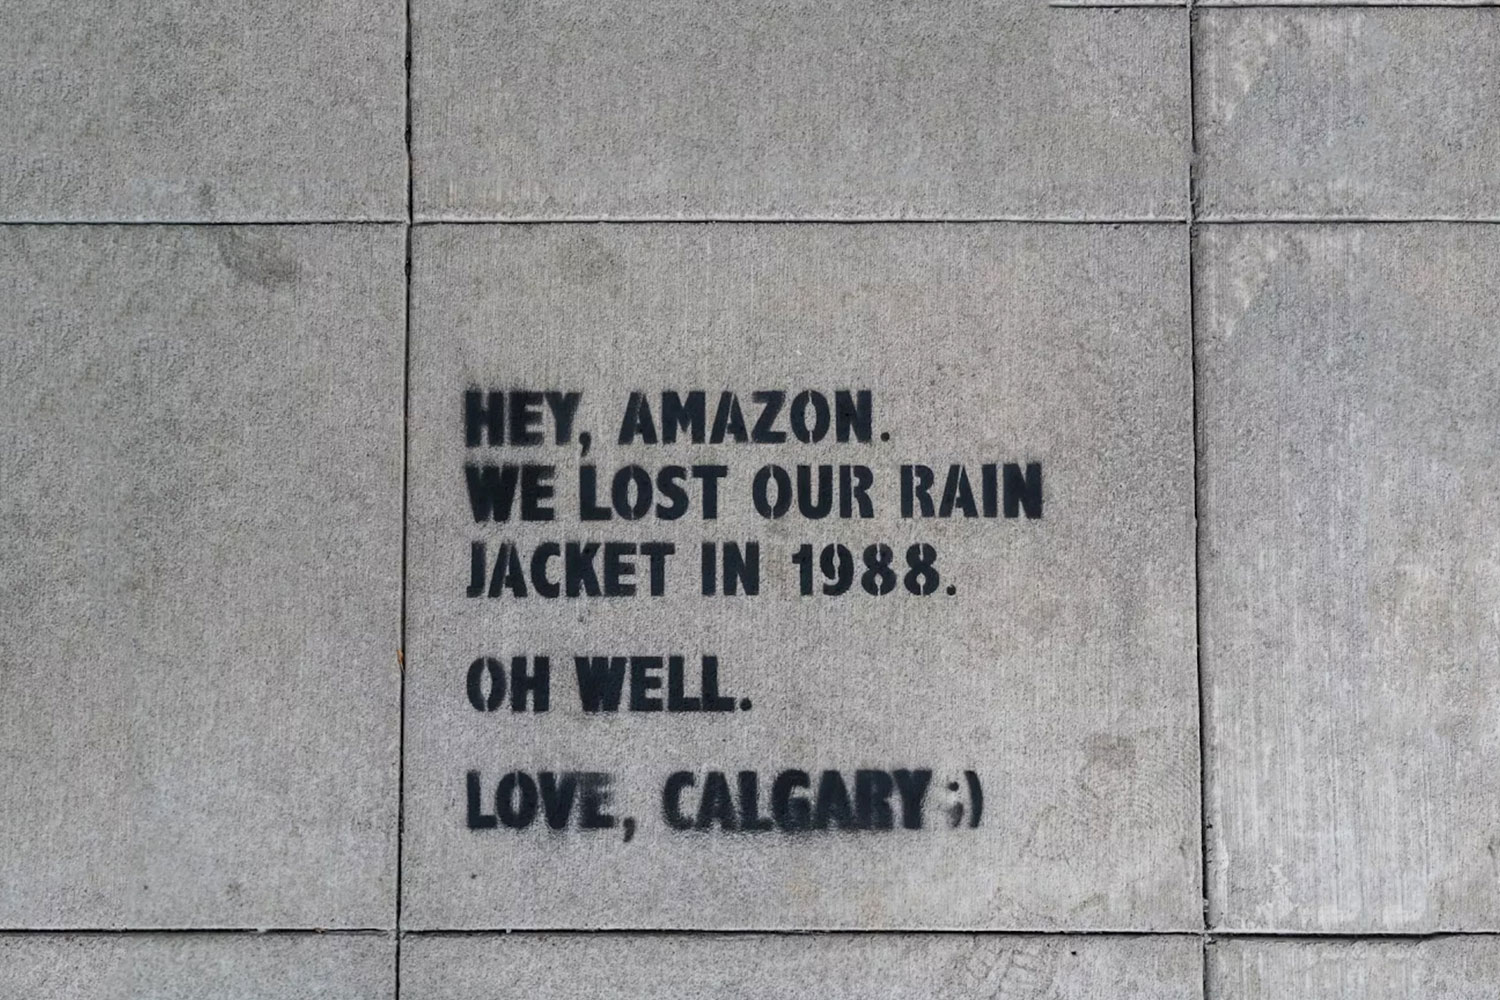 HEY, AMAZON.
WE LOST OUR RAIN
JACKET IN 1988.
OH WELL.
LOVE, CALGARY ;)